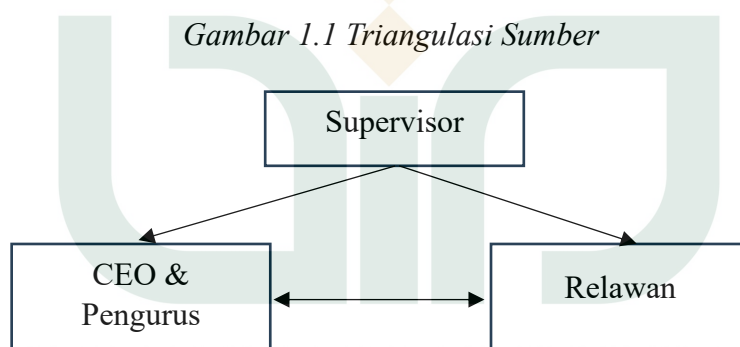 Gambar 1.1 Triangulasi Sumber
Supervisor
CEO &
Pengurus
Relawan